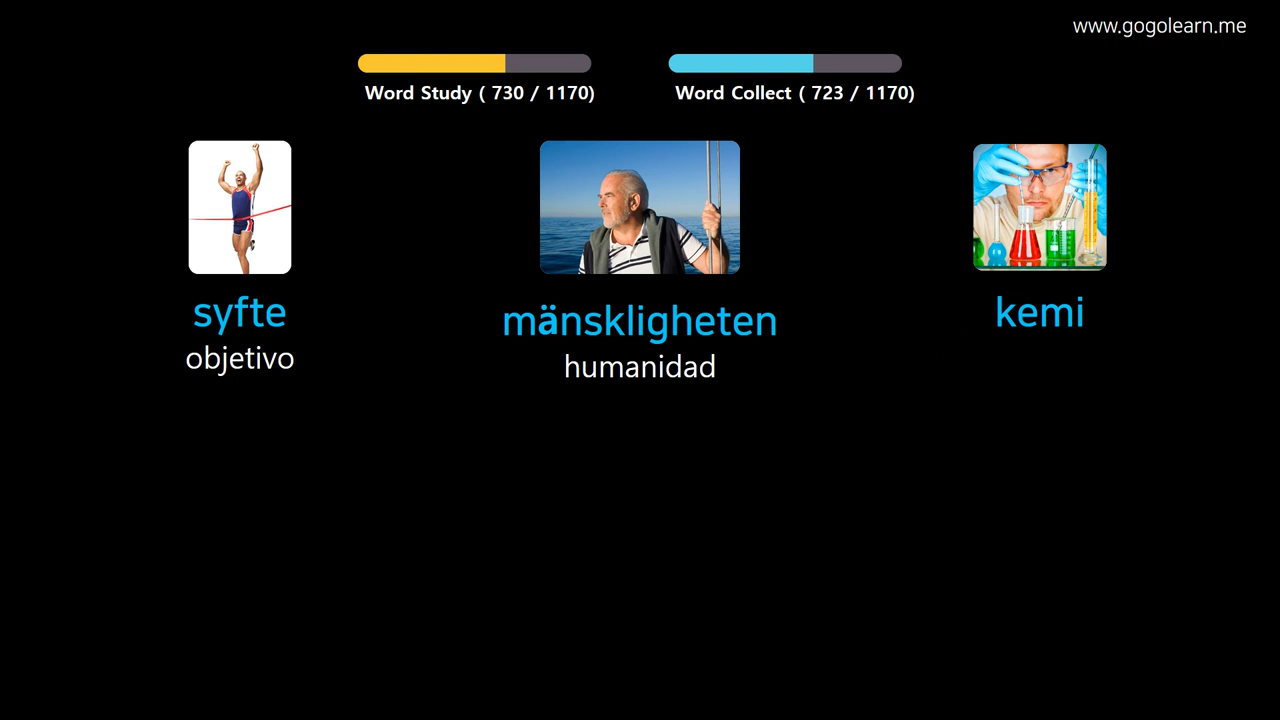 www.gogolearn.me
Word Study ( 730 / 1170)
Word Collect ( 723 / 1170)
syfte
objetivo
mänskligheten
humanidad
kemi